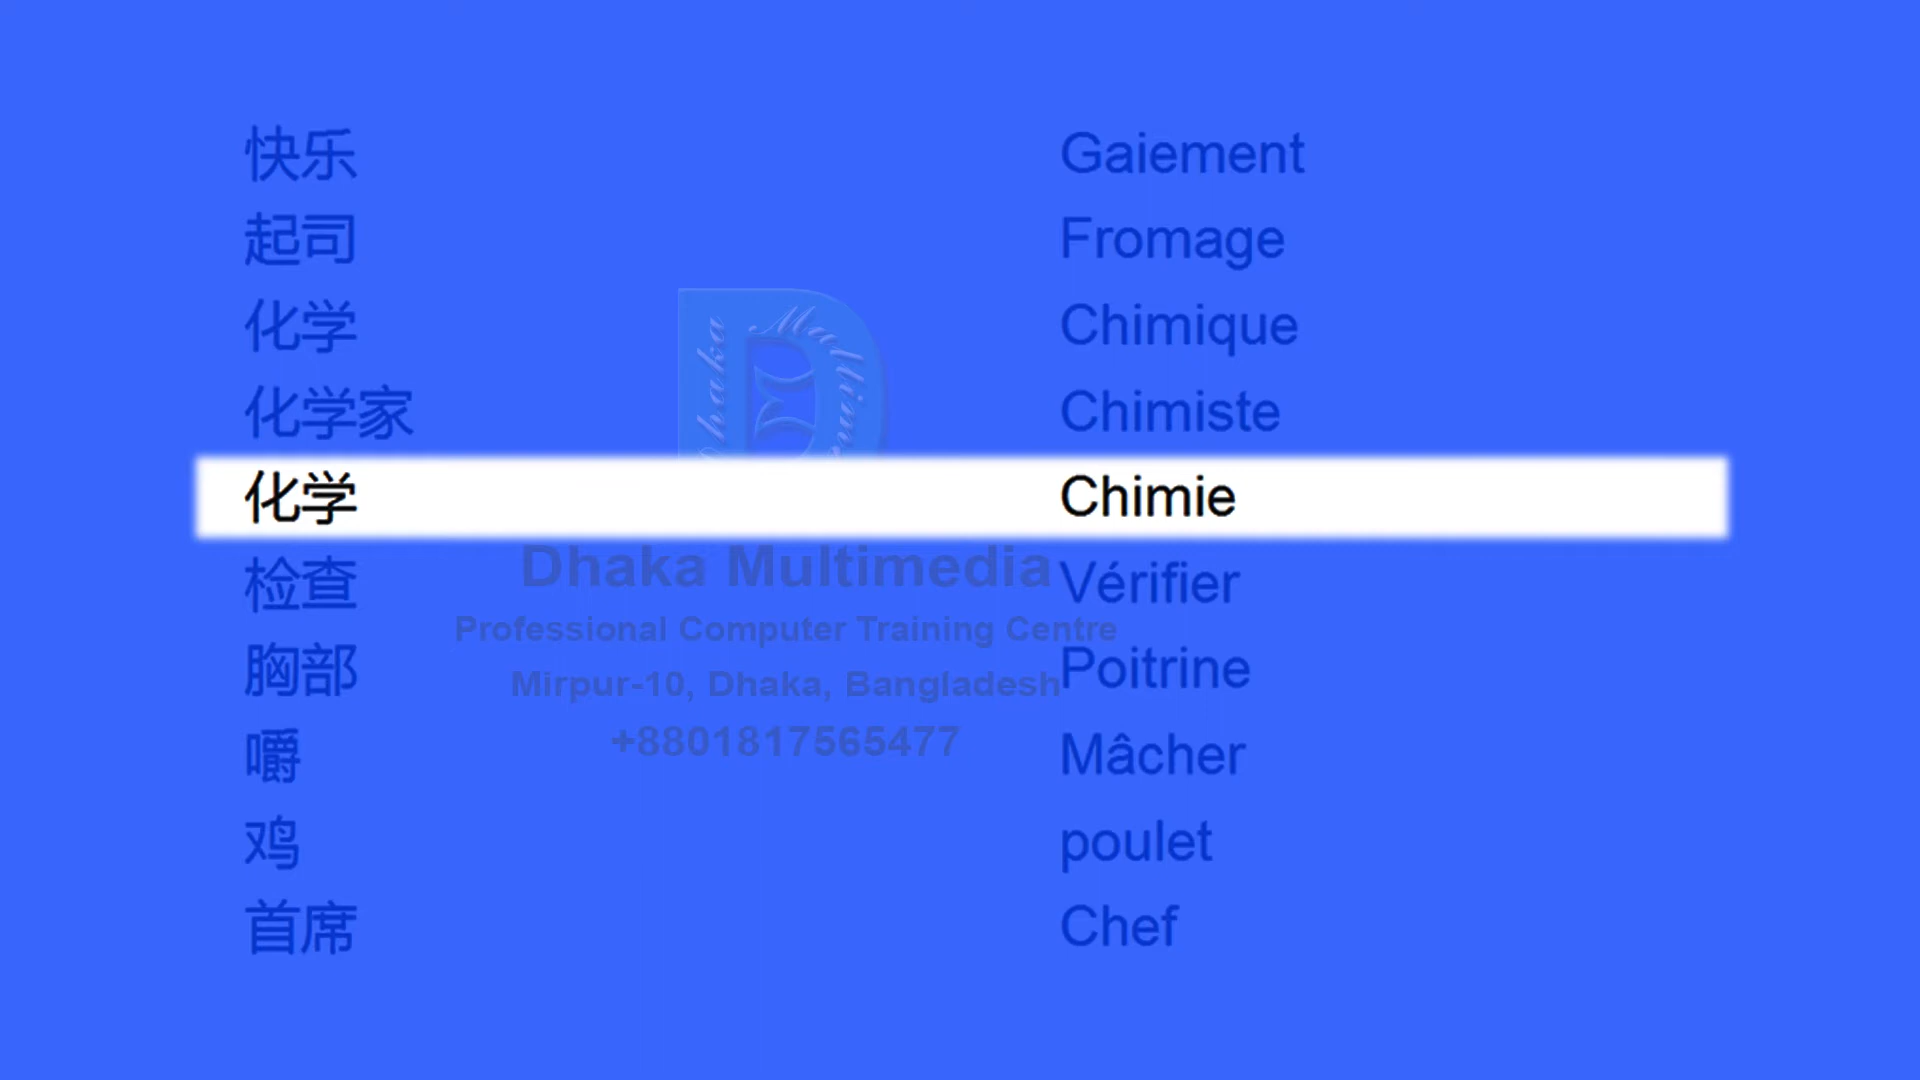 快乐 Gaiement
起司 Fromage
化学 Chimique
化学家 Chimiste
化学 Chimie
检查 Vérifier
胸部 Poitrine
嚼 Mâcher
鸡 poulet
首席 Chef
Dhaka Multimedia
Dhaka Multimedia
Professional Computer Training Centre
Mirpur-10, Dhaka, Bangladesh
+8801817565477